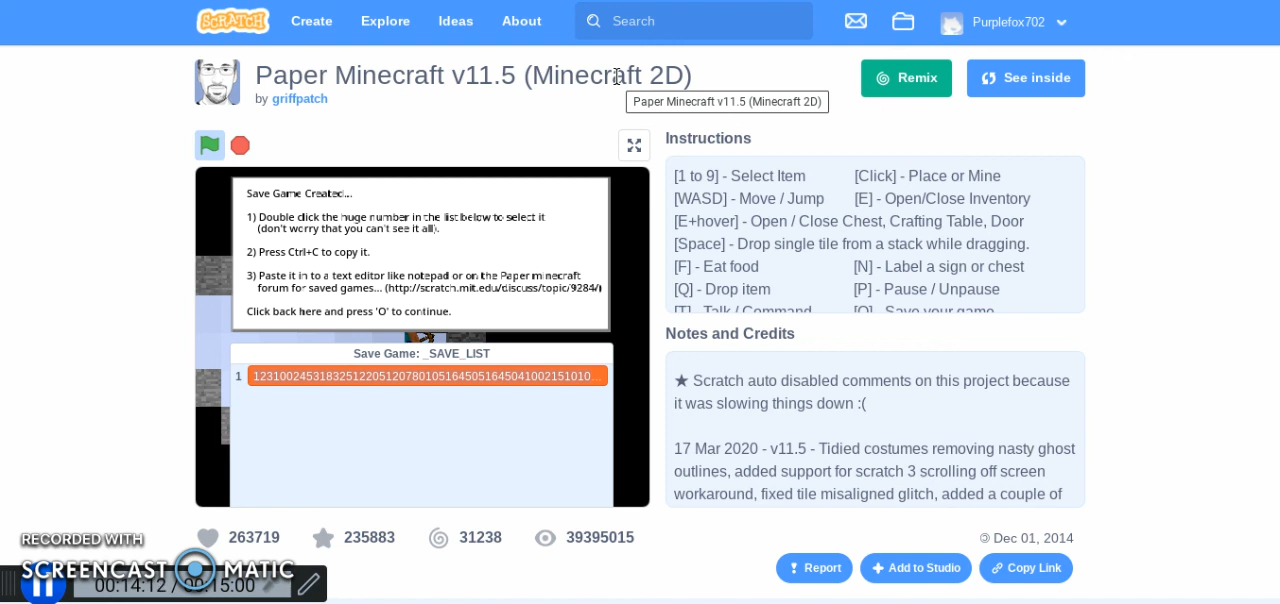 SCRATCH Create Explore Ideas About Search Purplefox702
Paper Minecraft v11.5 (Minecraft 2D)
by griffpatch
Remix See inside
Paper Minecraft v11.5 (Minecraft 2D)
Save Game Created...
1) Double click the huge number in the list below to select it
(don't worry that you can't see it all).
2) Press Ctrl+C to copy it.
3) Paste it in to a text editor like notepad or on the Paper minecraft
forum for saved games... (http://scratch.mit.edu/discuss/topic/9284/
Click back here and press 'O' to continue.
Save Game: _SAVE_LIST
1 123100245318325122051207801051645051645041002151010...
Instructions
[1 to 9] - Select Item [Click] - Place or Mine
[WASD] - Move / Jump [E] - Open/Close Inventory
[E+hover] - Open / Close Chest, Crafting Table, Door
[Space] - Drop single tile from a stack while dragging.
[F] - Eat food [N] - Label a sign or chest
[Q] - Drop item [P] - Pause / Unpause
[T] - Talk / Command [O] - Save your game
Notes and Credits
★ Scratch auto disabled comments on this project because
it was slowing things down :(
17 Mar 2020 - v11.5 - Tidied costumes removing nasty ghost
outlines, added support for scratch 3 scrolling off screen
workaround, fixed tile misaligned glitch, added a couple of
263719 235883 31238 39395015
Dec 01, 2014
Report Add to Studio Copy Link
RECORDED WITH
SCREENCAST MATIC
00:14:12 / 00:15:00